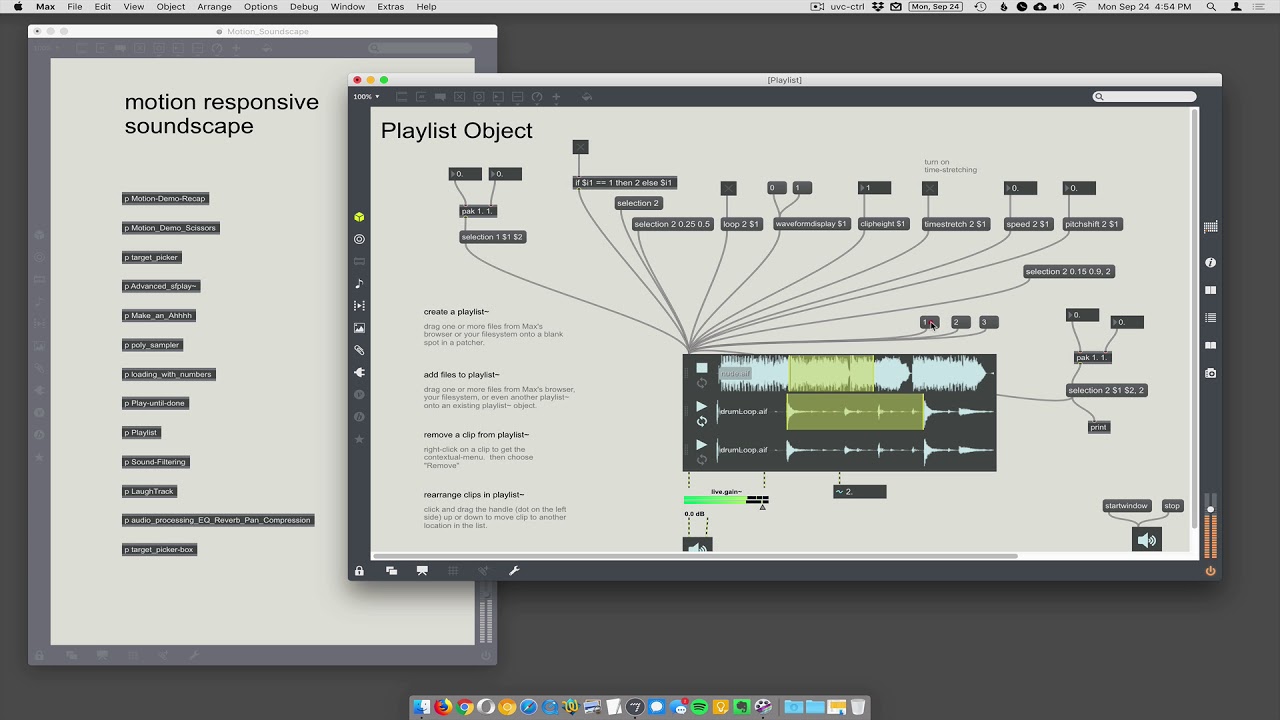 Max File Edit View Object Arrange Options Debug Window Extras Help
uvc-ctrl
Mon, Sep 24
Mon Sep 24 4:54 PM
Motion_Soundscape
motion responsive
soundscape
p Motion-Demo-Recap
p Motion_Demo_Scissors
p target_picker
p Advanced_sfplay~
p Make_an_Ahhhh
p poly_sampler
p loading_with_numbers
p Play-until-done
p Playlist
p Sound-Filtering
p LaughTrack
p audio_processing_EQ_Reverb_Pan_Compression
p target_picker-box
[Playlist]
100%
Playlist Object
0. 0.
pak 1. 1.
selection 1 $1 $2
if $i1 == 1 then 2 else $i1
selection 2
selection 2 0.25 0.5
loop 2 $1
0 1
waveformdisplay $1
1
clipheight $1
turn on
time-stretching
timestretch 2 $1
0.
speed 2 $1
0.
pitchshift 2 $1
selection 2 0.15 0.9, 2
1 2 3
0. 0.
pak 1. 1.
selection 2 $1 $2, 2
print
create a playlist~
drag one or more files from Max's
browser or your filesystem onto a blank
spot in a patcher.
add files to playlist~
drag one or more files from Max's browser,
your filesystem, or even another playlist~
onto an existing playlist~ object.
remove a clip from playlist~
right-click on a clip to get the
contextual-menu. then choose
"Remove"
rearrange clips in playlist~
click and drag the handle (dot on the left
side) up or down to move clip to another
location in the list.
drumLoop.aif
drumLoop.aif
live.gain~
0.0 dB
~ 2.
startwindow stop